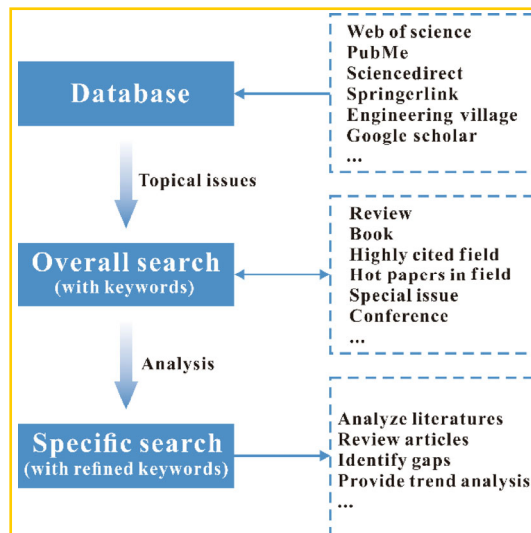 Web of science
PubMe
Sciencedirect
Springerlink
Engineering village
Google scholar
...
Database
Topical issues
Review
Book
Highly cited field
Hot papers in field
Special issue
Conference
...
Overall search
(with keywords)
Analysis
Analyze literatures
Review articles
Identify gaps
Provide trend analysis
...
Specific search
(with refined keywords)